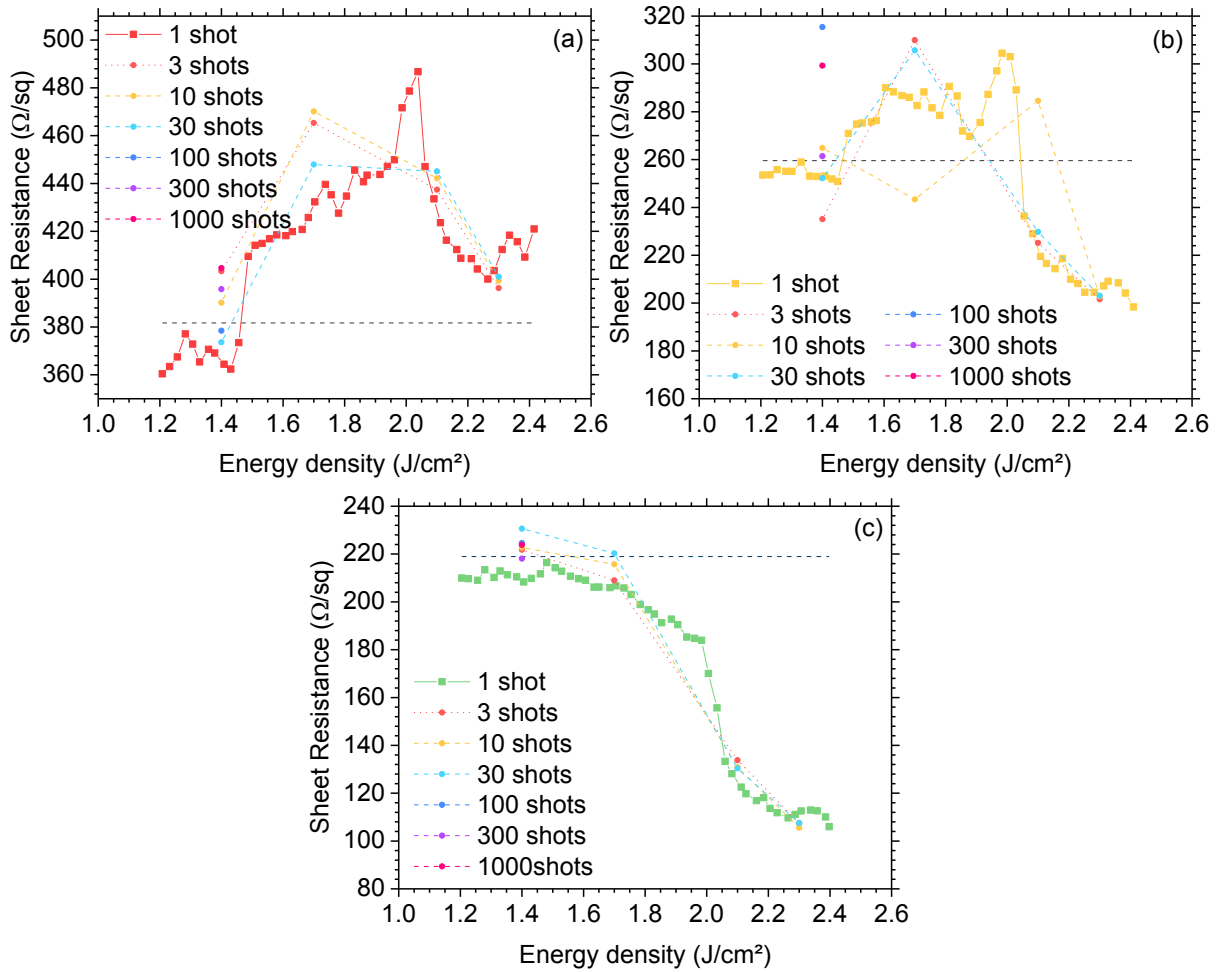 (a)
1 shot
3 shots
10 shots
30 shots
100 shots
300 shots
1000 shots
500
480
460
440
420
400
380
360
Sheet Resistance (Ω/sq)
1.0 1.2 1.4 1.6 1.8 2.0 2.2 2.4 2.6
Energy density (J/cm²)
(b)
320
300
280
260
240
220
200
180
160
Sheet Resistance (Ω/sq)
1 shot
3 shots
10 shots
30 shots
100 shots
300 shots
1000 shots
1.0 1.2 1.4 1.6 1.8 2.0 2.2 2.4 2.6
Energy density (J/cm²)
(c)
240
220
200
180
160
140
120
100
80
Sheet Resistance (Ω/sq)
1 shot
3 shots
10 shots
30 shots
100 shots
300 shots
1000shots
1.0 1.2 1.4 1.6 1.8 2.0 2.2 2.4 2.6
Energy density (J/cm²)